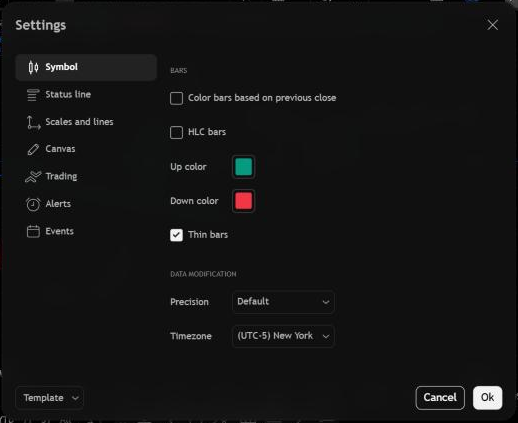 Settings
Symbol
Status line
Scales and lines
Canvas
Trading
Alerts
Events
BARS
Color bars based on previous close
HLC bars
Up color
Down color
Thin bars
DATA MODIFICATION
Precision Default
Timezone (UTC-5) New York
Template
Cancel Ok